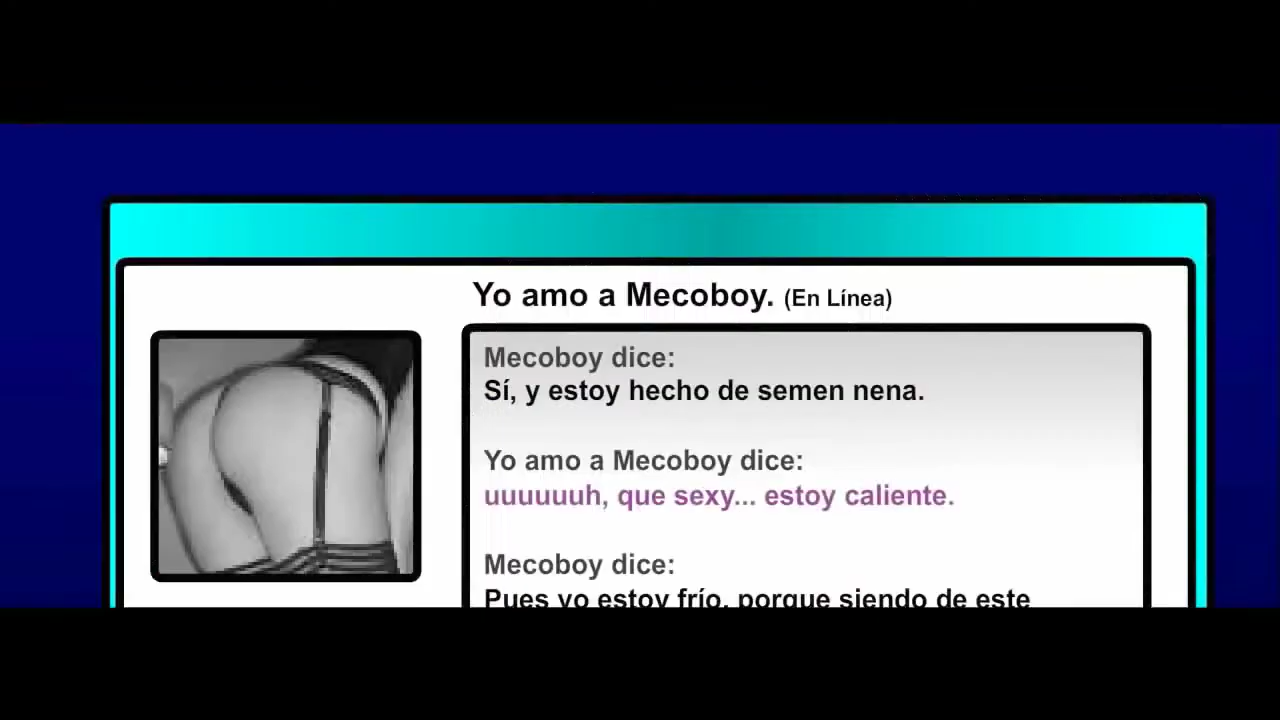 Yo amo a Mecoboy. (En Línea)
Mecoboy dice:
Sí, y estoy hecho de semen nena.
Yo amo a Mecoboy dice:
uuuuuuh, que sexy... estoy caliente.
Mecoboy dice:
Pues yo estoy frío, porque siendo de este